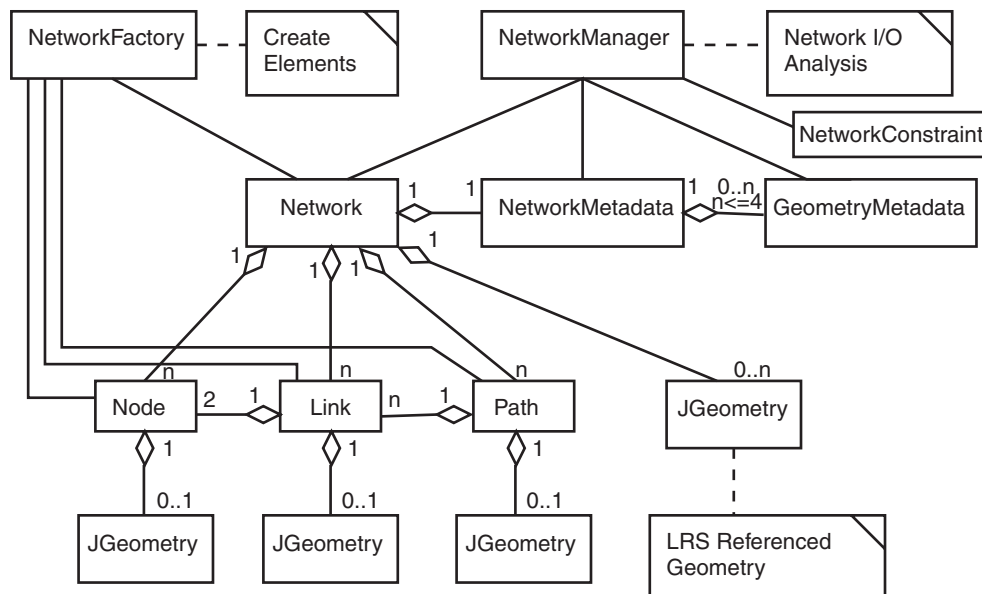 NetworkFactory
Create
Elements
NetworkManager
Network I/O
Analysis
NetworkConstraint
Network
1
1
NetworkMetadata
1
0..n
n<=4
GeometryMetadata
1
1
1
1
n
n
n
0..n
Node
2
1
Link
n
1
Path
JGeometry
1
1
1
0..1
0..1
0..1
JGeometry
JGeometry
JGeometry
LRS Referenced
Geometry